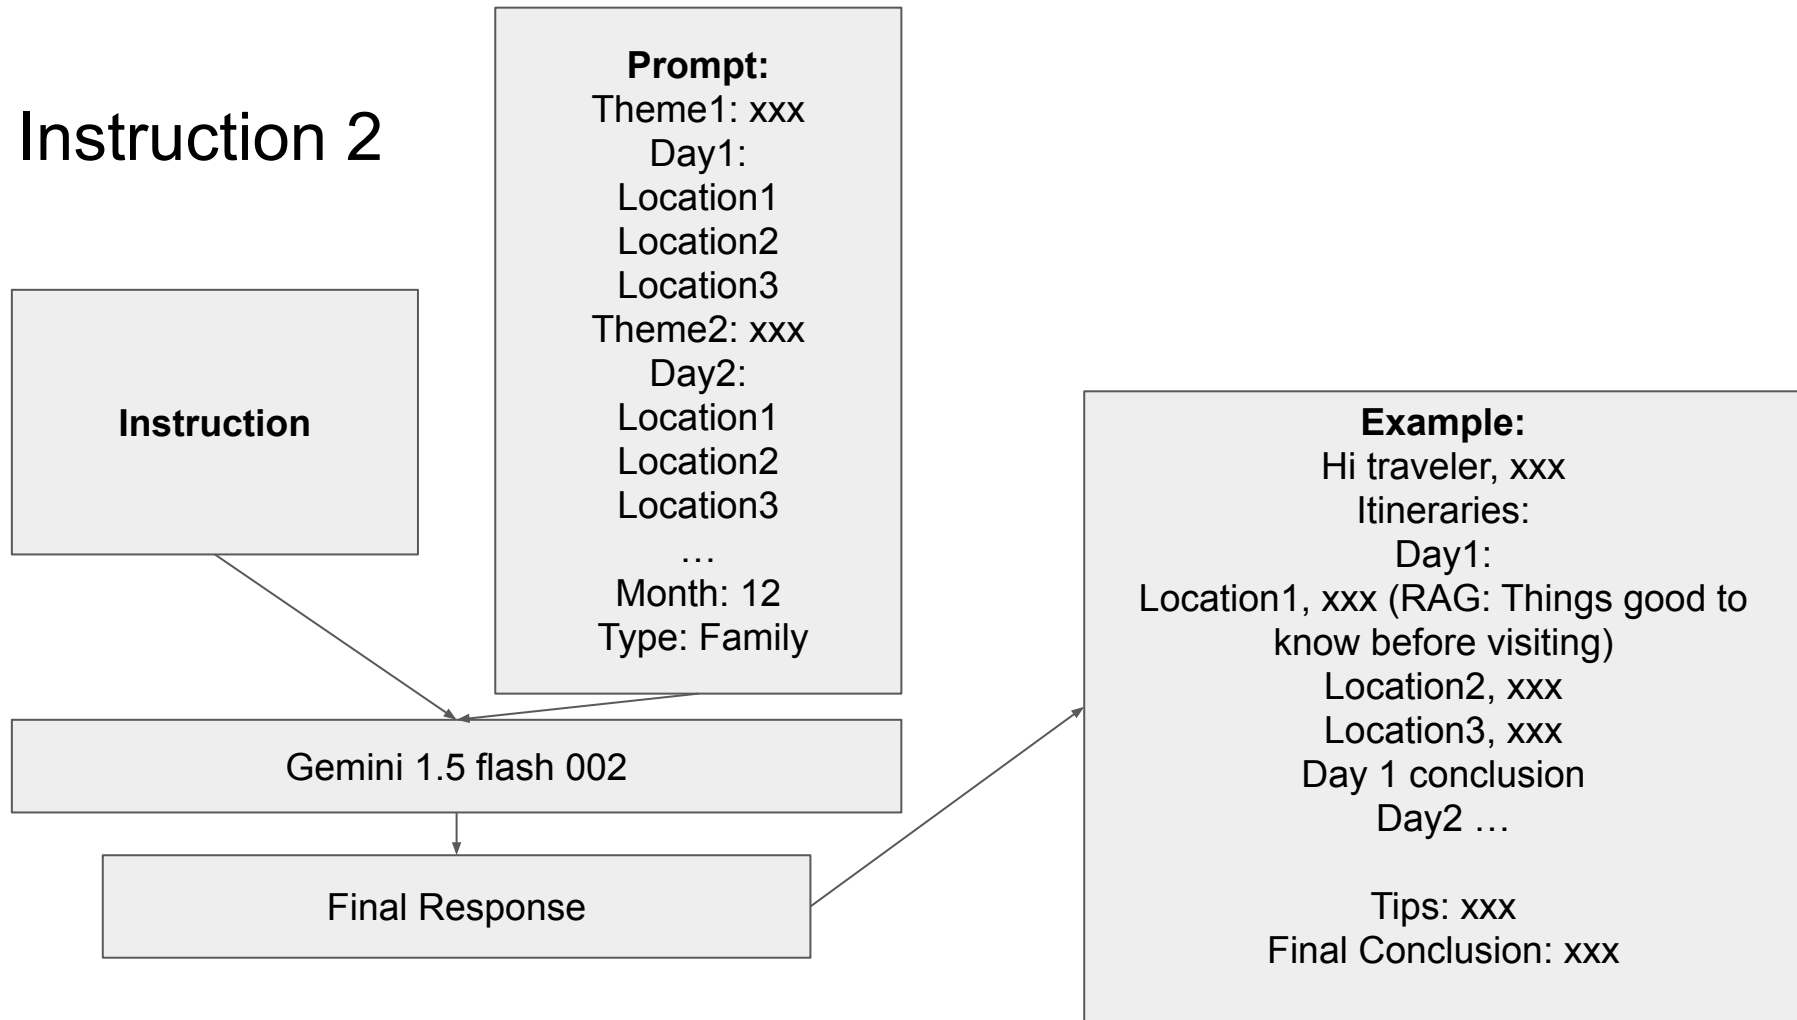 Instruction 2
Prompt:
Theme1: xxx
Day1:
Location1
Location2
Location3
Theme2: xxx
Day2:
Location1
Location2
Location3
…
Month: 12
Type: Family
Instruction
Gemini 1.5 flash 002
Final Response
Example:
Hi traveler, xxx
Itineraries:
Day1:
Location1, xxx (RAG: Things good to
know before visiting)
Location2, xxx
Location3, xxx
Day 1 conclusion
Day2 …
Tips: xxx
Final Conclusion: xxx